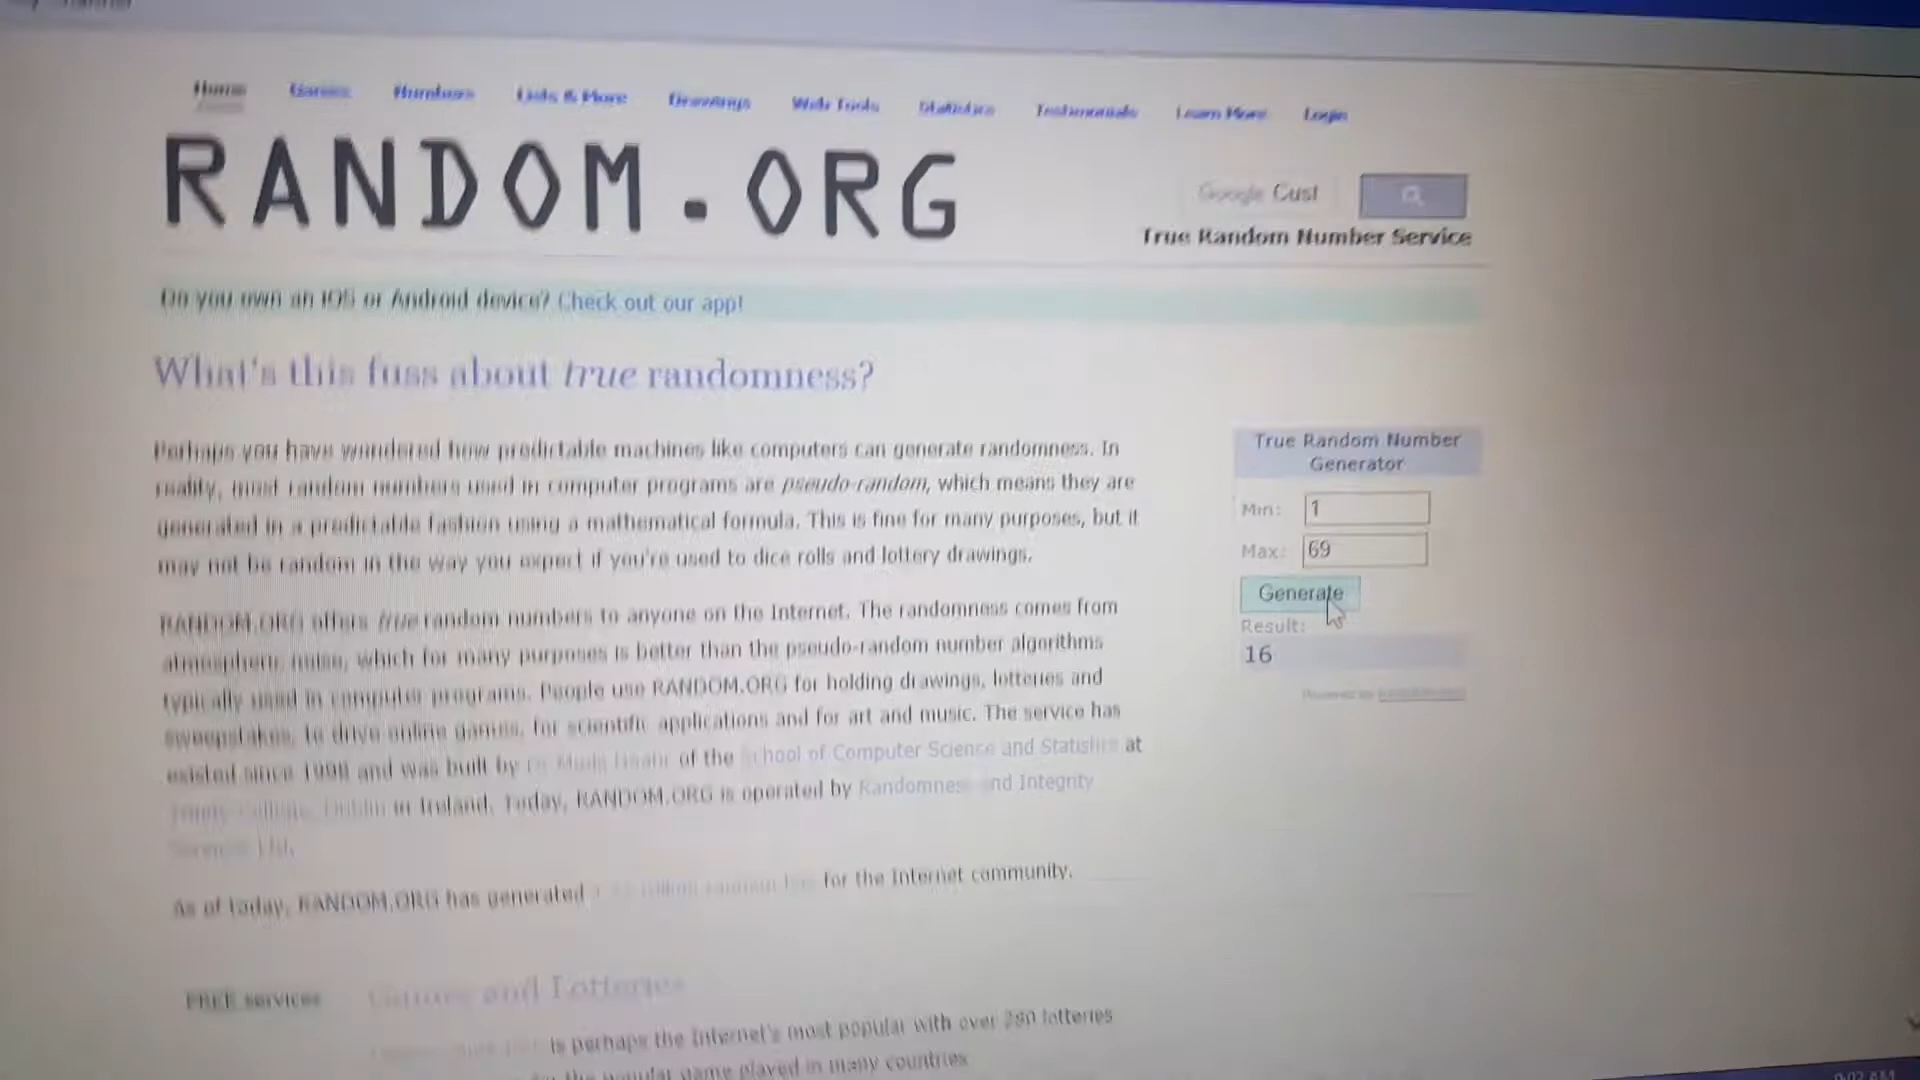 Home Games Numbers Lists & More Drawings Web Tools Statistics Testimonials Learn More Login
RANDOM.ORG
Google Cust
True Random Number Service
Do you own an iOS or Android device? Check out our app!
What's this fuss about true randomness?
Perhaps you have wondered how predictable machines like computers can generate randomness. In
reality, most random numbers used in computer programs are pseudo-random, which means they are
generated in a predictable fashion using a mathematical formula. This is fine for many purposes, but it
may not be random in the way you expect if you're used to dice rolls and lottery drawings.
RANDOM.ORG offers true random numbers to anyone on the Internet. The randomness comes from
atmospheric noise, which for many purposes is better than the pseudo-random number algorithms
typically used in computer programs. People use RANDOM.ORG for holding drawings, lotteries and
sweepstakes, to drive online games, for scientific applications and for art and music. The service has
existed since 1998 and was built by of the School of Computer Science and Statistics at
in Ireland. Today, RANDOM.ORG is operated by Randomness and Integrity
Services Ltd.
As of today, RANDOM.ORG has generated for the Internet community.
True Random Number
Generator
Min: 1
Max: 69
Generate
Result:
16
Powered by
FREE services
Games and Lotteries
is perhaps the Internet's most popular with over 280 lotteries
the popular game played in many countries